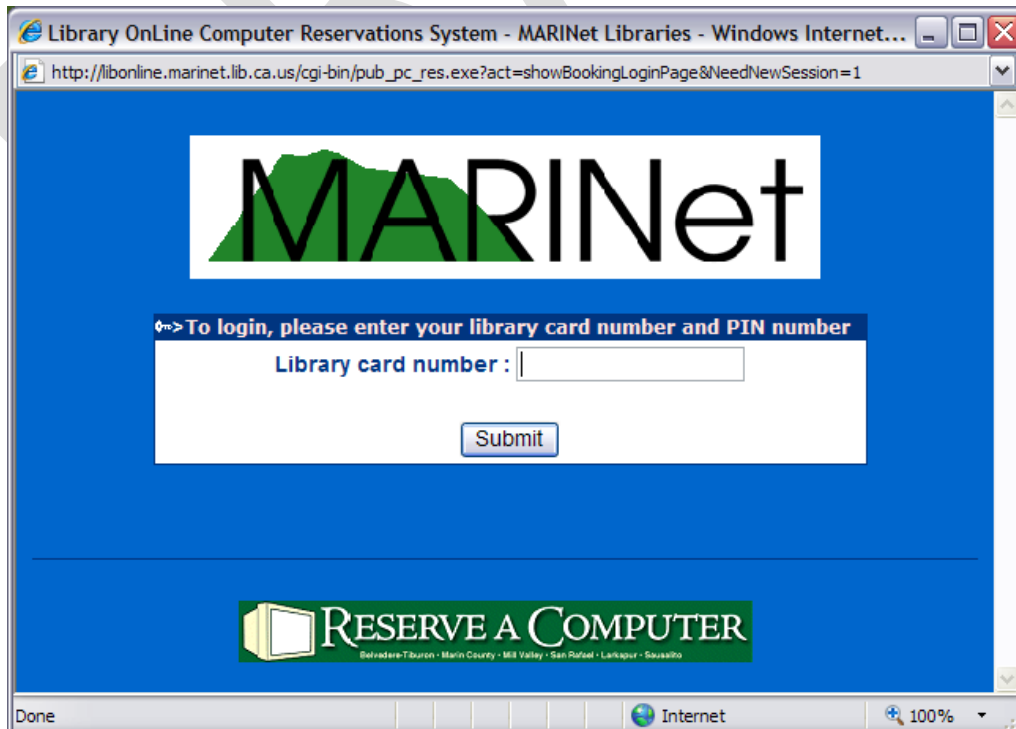 Library OnLine Computer Reservations System - MARINet Libraries - Windows Internet...
http://libonline.marinet.lib.ca.us/cgi-bin/pub_pc_res.exe?act=showBookingLoginPage&NeedNewSession=1
MARINet
To login, please enter your library card number and PIN number
Library card number :
Submit
RESERVE A COMPUTER
Belvedere-Tiburon · Marin County · Mill Valley · San Rafael · Larkspur · Sausalito
Done Internet 100%